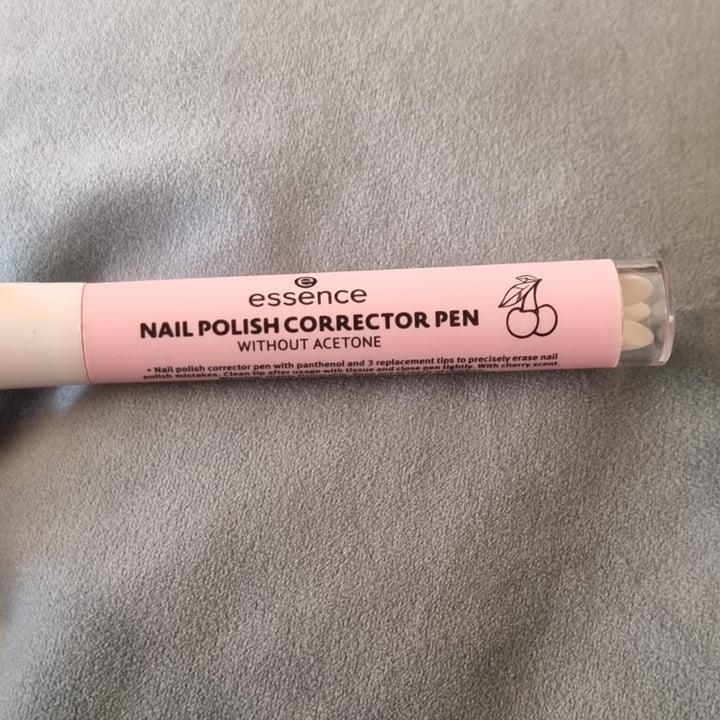 essence
NAIL POLISH CORRECTOR PEN
WITHOUT ACETONE
• Nail polish corrector pen with panthenol and 3 replacement tips to precisely erase nail
polish mistakes. Clean tip after usage with tissue and close pen tightly. With cherry scent.